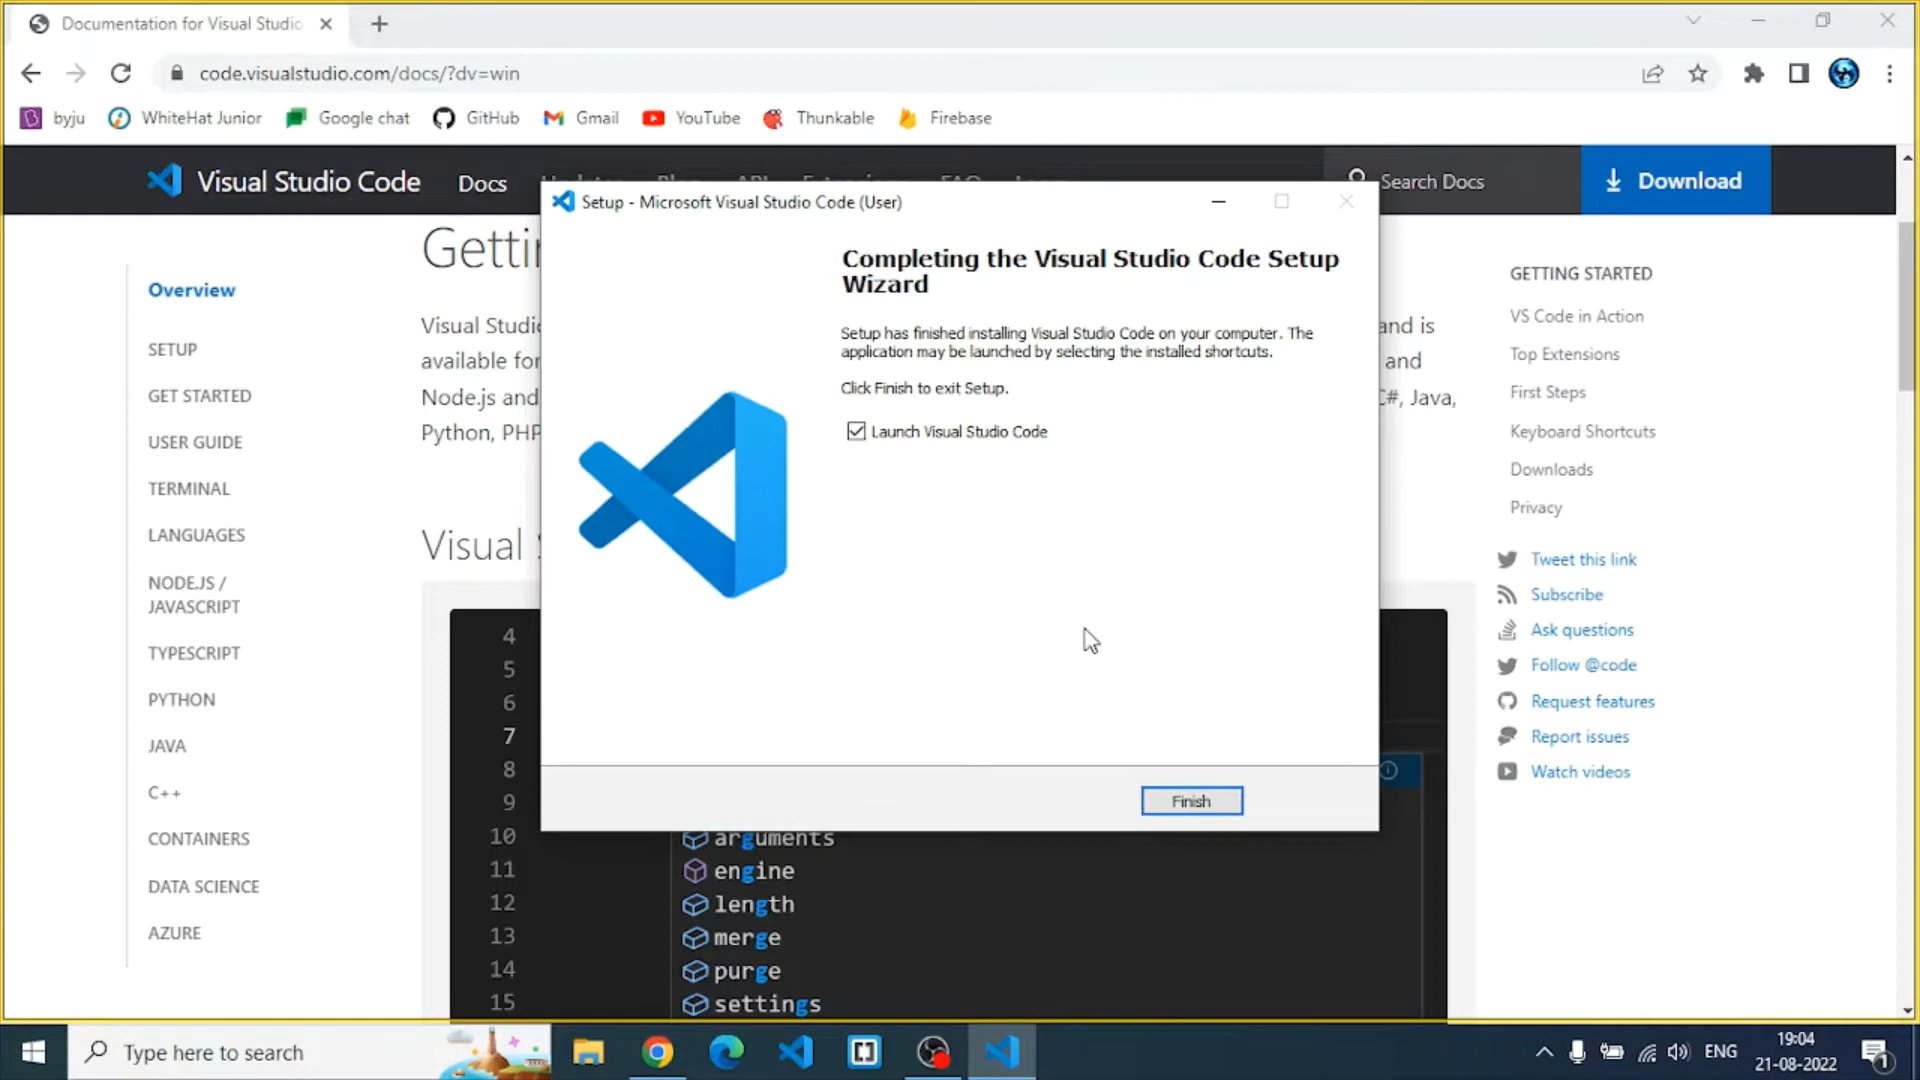 Documentation for Visual Studio
code.visualstudio.com/docs/?dv=win
byju
WhiteHat Junior
Google chat
GitHub
Gmail
YouTube
Thunkable
Firebase
Visual Studio Code
Docs
Search Docs
Download
Setup - Microsoft Visual Studio Code (User)
Completing the Visual Studio Code Setup
Wizard
Setup has finished installing Visual Studio Code on your computer. The
application may be launched by selecting the installed shortcuts.
Click Finish to exit Setup.
Launch Visual Studio Code
Finish
Overview
SETUP
GET STARTED
USER GUIDE
TERMINAL
LANGUAGES
NODE.JS /
JAVASCRIPT
TYPESCRIPT
PYTHON
JAVA
C++
CONTAINERS
DATA SCIENCE
AZURE
Visual
and is
available for
and
Node.js and
C#, Java,
Python, PHP
Visual
4
5
6
7
8
9
10
11
12
13
14
15
arguments
engine
length
merge
purge
settings
GETTING STARTED
VS Code in Action
Top Extensions
First Steps
Keyboard Shortcuts
Downloads
Privacy
Tweet this link
Subscribe
Ask questions
Follow @code
Request features
Report issues
Watch videos
Type here to search
ENG
19:04
21-08-2022
1